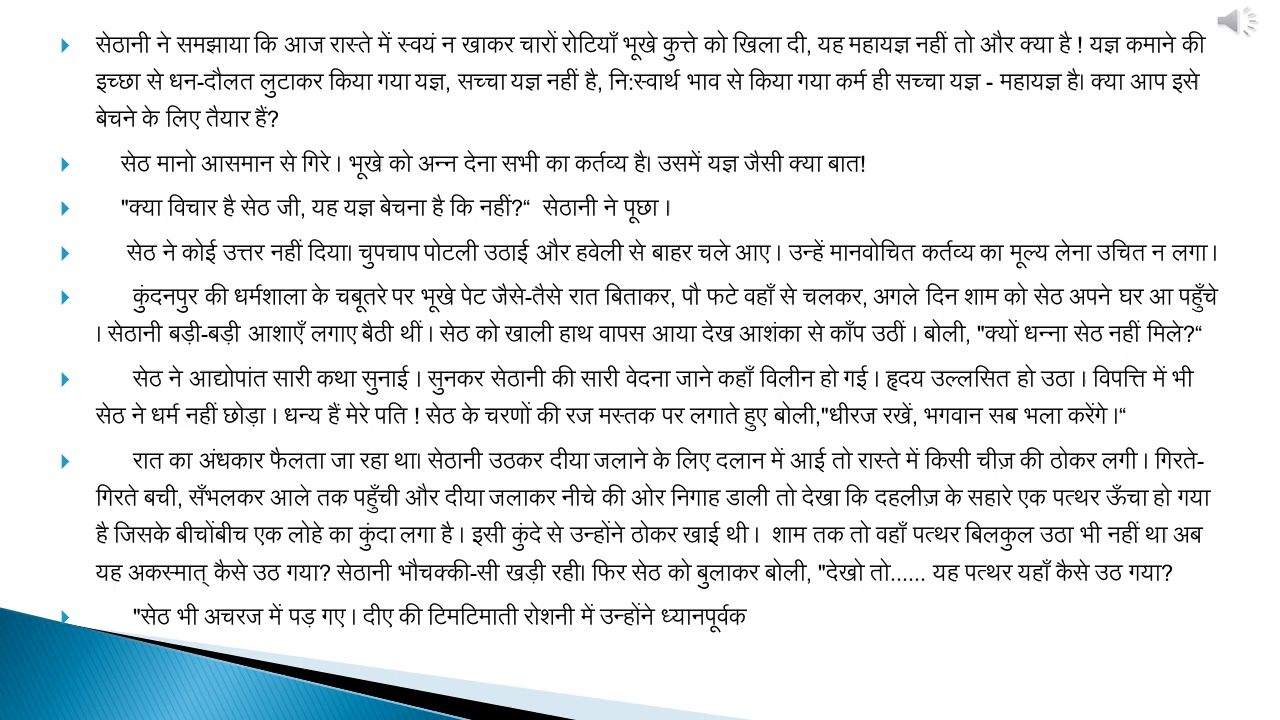 सेठानी ने समझाया कि आज रास्ते में स्वयं न खाकर चारों रोटियाँ भूखे कुत्ते को खिला दी, यह महायज्ञ नहीं तो और क्या है ! यज्ञ कमाने की
इच्छा से धन-दौलत लुटाकर किया गया यज्ञ, सच्चा यज्ञ नहीं है, नि:स्वार्थ भाव से किया गया कर्म ही सच्चा यज्ञ - महायज्ञ है। क्या आप इसे
बेचने के लिए तैयार हैं?
सेठ मानो आसमान से गिरे । भूखे को अन्न देना सभी का कर्तव्य है। उसमें यज्ञ जैसी क्या बात!
"क्या विचार है सेठ जी, यह यज्ञ बेचना है कि नहीं?“ सेठानी ने पूछा ।
सेठ ने कोई उत्तर नहीं दिया। चुपचाप पोटली उठाई और हवेली से बाहर चले आए । उन्हें मानवोचित कर्तव्य का मूल्य लेना उचित न लगा ।
कुंदनपुर की धर्मशाला के चबूतरे पर भूखे पेट जैसे-तैसे रात बिताकर, पौ फटे वहाँ से चलकर, अगले दिन शाम को सेठ अपने घर आ पहुँचे
। सेठानी बड़ी-बड़ी आशाएँ लगाए बैठी थीं । सेठ को खाली हाथ वापस आया देख आशंका से काँप उठीं । बोली, "क्यों धन्ना सेठ नहीं मिले?“
सेठ ने आद्योपांत सारी कथा सुनाई । सुनकर सेठानी की सारी वेदना जाने कहाँ विलीन हो गई । हृदय उल्लसित हो उठा । विपत्ति में भी
सेठ ने धर्म नहीं छोड़ा । धन्य हैं मेरे पति ! सेठ के चरणों की रज मस्तक पर लगाते हुए बोली,"धीरज रखें, भगवान सब भला करेंगे ।“
रात का अंधकार फैलता जा रहा था। सेठानी उठकर दीया जलाने के लिए दलान में आई तो रास्ते में किसी चीज़ की ठोकर लगी । गिरते-
गिरते बची, सँभलकर आले तक पहुँची और दीया जलाकर नीचे की ओर निगाह डाली तो देखा कि दहलीज़ के सहारे एक पत्थर ऊँचा हो गया
है जिसके बीचोंबीच एक लोहे का कुंदा लगा है । इसी कुंदे से उन्होंने ठोकर खाई थी । शाम तक तो वहाँ पत्थर बिलकुल उठा भी नहीं था अब
यह अकस्मात् कैसे उठ गया? सेठानी भौचक्की-सी खड़ी रही। फिर सेठ को बुलाकर बोली, "देखो तो...... यह पत्थर यहाँ कैसे उठ गया?
"सेठ भी अचरज में पड़ गए । दीए की टिमटिमाती रोशनी में उन्होंने ध्यानपूर्वक